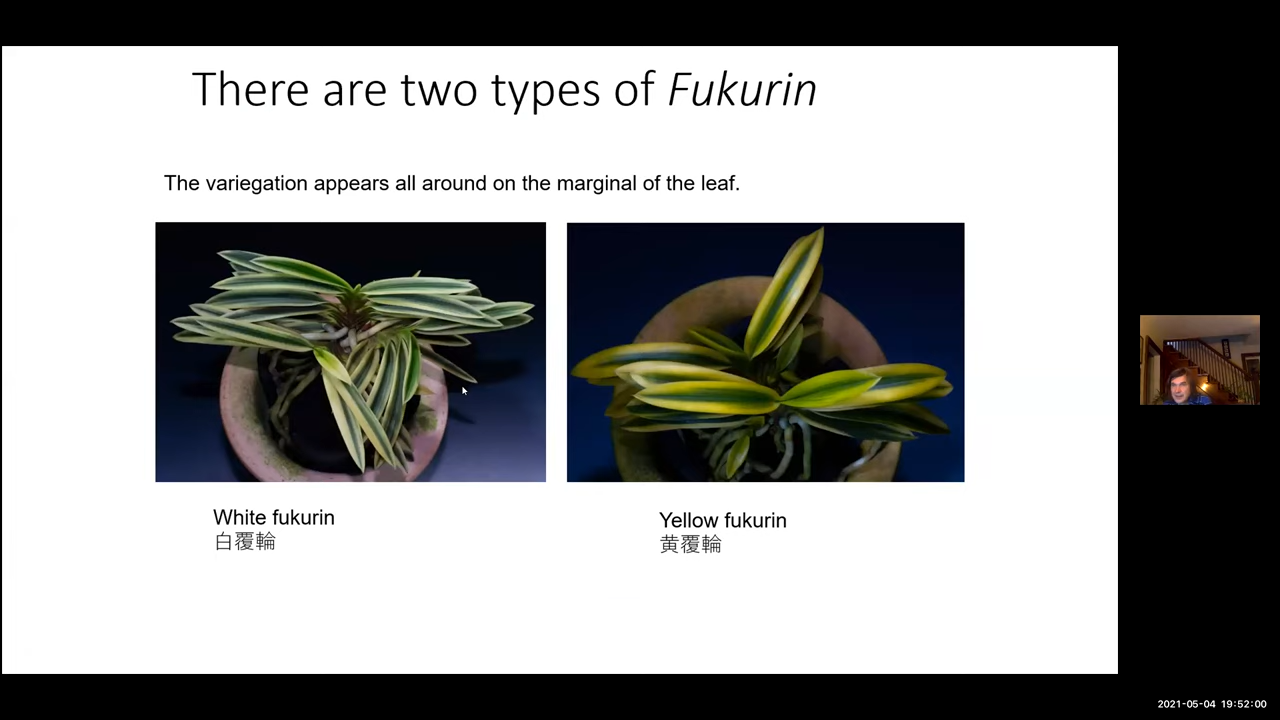 There are two types of Fukurin
The variegation appears all around on the marginal of the leaf.
White fukurin
白覆輪
Yellow fukurin
黄覆輪
2021-05-04 19:52:00